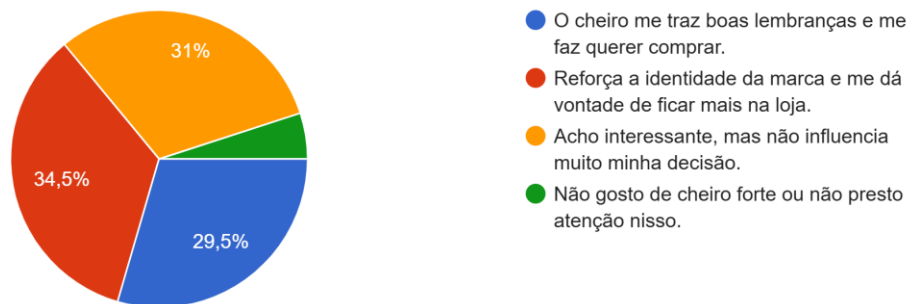 31%
34,5%
29,5%
O cheiro me traz boas lembranças e me
faz querer comprar.
Reforça a identidade da marca e me dá
vontade de ficar mais na loja.
Acho interessante, mas não influencia
muito minha decisão.
Não gosto de cheiro forte ou não presto
atenção nisso.